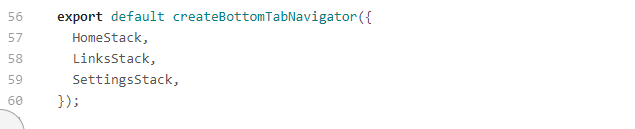 56 export default createBottomTabNavigator({
57 HomeStack,
58 LinksStack,
59 SettingsStack,
60 });